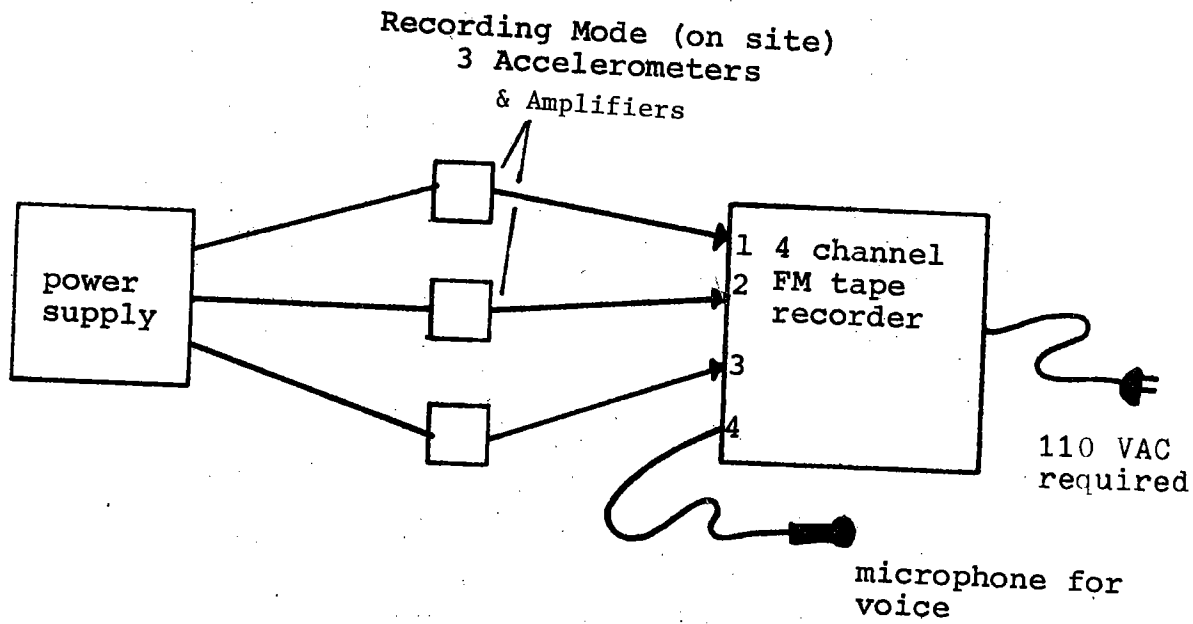 Recording Mode (on site)
3 Accelerometers
& Amplifiers
power
supply
1 4 channel
2 FM tape
recorder
3
4
110 VAC
required
microphone for
voice